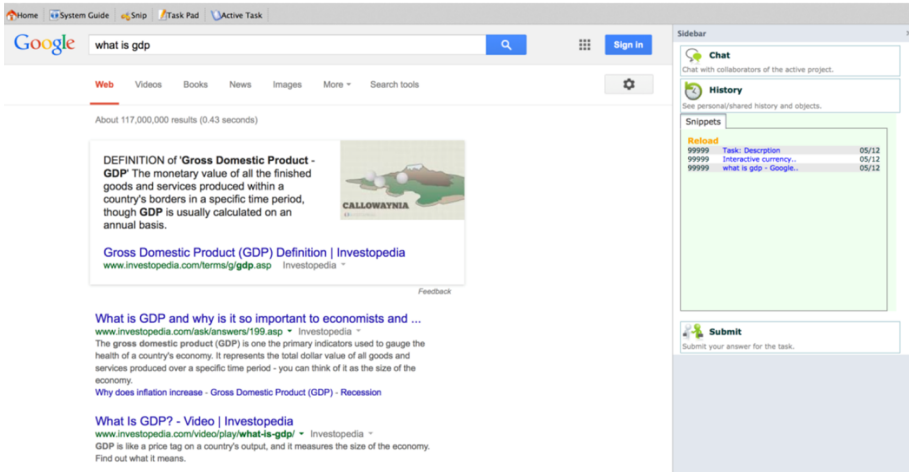 Home System Guide Snip Task Pad Active Task
Google what is gdp Sign in
Web Videos Books News Images More Search tools
About 117,000,000 results (0.43 seconds)
DEFINITION of 'Gross Domestic Product -
GDP' The monetary value of all the finished
goods and services produced within a
country's borders in a specific time period,
though GDP is usually calculated on an
annual basis.
CALLOWAYNIA
Gross Domestic Product (GDP) Definition | Investopedia
www.investopedia.com/terms/g/gdp.asp Investopedia
Feedback
What is GDP and why is it so important to economists and ...
www.investopedia.com/ask/answers/199.asp Investopedia
The gross domestic product (GDP) is one the primary indicators used to gauge the
health of a country's economy. It represents the total dollar value of all goods and
services produced over a specific time period - you can think of it as the size of the
economy.
Why does inflation increase - Gross Domestic Product (GDP) - Recession
What Is GDP? - Video | Investopedia
www.investopedia.com/video/play/what-is-gdp/ Investopedia
GDP is like a price tag on a country's output, and it measures the size of the economy.
Find out what it means.
Sidebar
Chat
Chat with collaborators of the active project.
History
See personal/shared history and objects.
Snippets
Reload
99999 Task: Descrption 05/12
99999 Interactive currency.. 05/12
99999 what is gdp - Google.. 05/12
Submit
Submit your answer for the task.